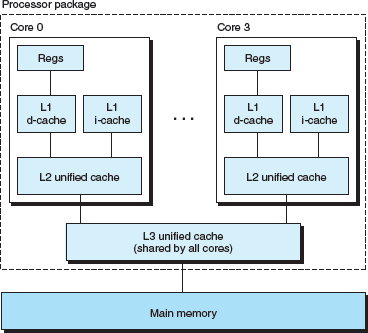 Processor package
Core 0
Regs
L1
d-cache
L1
i-cache
L2 unified cache
. . .
Core 3
Regs
L1
d-cache
L1
i-cache
L2 unified cache
L3 unified cache
(shared by all cores)
Main memory